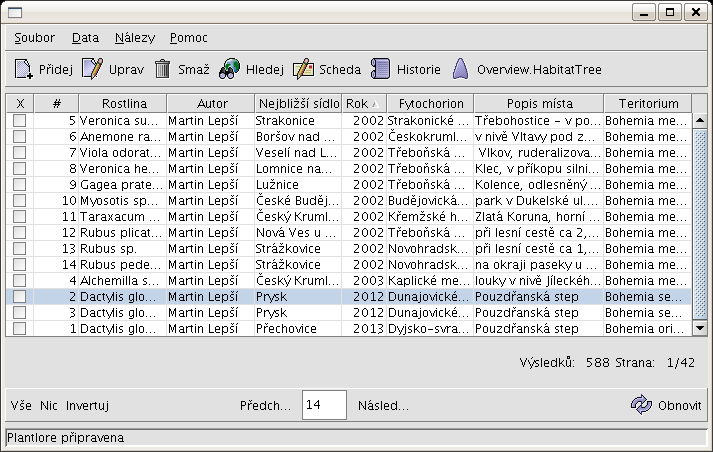 Soubor Data Nálezy Pomoc
Přidej Uprav Smaž Hledej Scheda Historie Overview.HabitatTree
X # Rostlina Autor Nejbližší sídlo Rok Fytochorion Popis místa Teritorium
5 Veronica su... Martin Lepší Strakonice 2002 Strakonické ... Třebohostice – v po... Bohemia me...
6 Anemone ra... Martin Lepší Boršov nad ... 2002 Českokruml... v nivě Vltavy pod z... Bohemia me...
7 Viola odorat... Martin Lepší Veselí nad L... 2002 Třeboňská ... Vlkov, ruderalizova... Bohemia me...
8 Veronica he... Martin Lepší Lomnice na... 2002 Třeboňská ... Klec, v příkopu silni... Bohemia me...
9 Gagea prate... Martin Lepší Lužnice 2002 Třeboňská ... Kolence, odlesněný ... Bohemia me...
10 Myosotis sp... Martin Lepší České Buděj... 2002 Budějovická... park v Dukelské ul.... Bohemia me...
11 Taraxacum ... Martin Lepší Český Kruml... 2002 Křemžské h... Zlatá Koruna, horní ... Bohemia me...
12 Rubus plicat... Martin Lepší Nová Ves u ... 2002 Třeboňská ... při lesní cestě ca 2,... Bohemia me...
13 Rubus sp. Martin Lepší Strážkovice 2002 Novohradsk... při lesní cestě ca 1,... Bohemia me...
14 Rubus pede... Martin Lepší Strážkovice 2002 Novohradsk... na okraji paseku u ... Bohemia me...
4 Alchemilla s... Martin Lepší Český Kruml... 2003 Kaplické me... louky v nivě Jíleckéh... Bohemia me...
2 Dactylis glo... Martin Lepší Prysk 2012 Dunajovické... Pouzdřanská step Bohemia se...
3 Dactylis glo... Martin Lepší Prysk 2012 Dunajovické... Pouzdřanská step Bohemia se...
1 Dactylis glo... Martin Lepší Přechovice 2013 Dyjsko–svra... Pouzdřanská step Bohemia ori...
Výsledků: 588 Strana: 1/42
Vše Nic Invertuj Předch... 14 Násled... Obnovit
Plantlore připravena